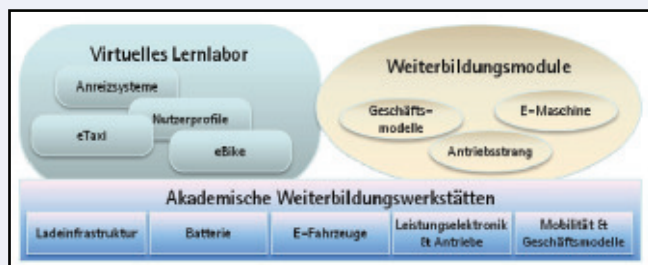 Virtuelles Lernlabor
Anreizsysteme
Nutzerprofile
eTaxi
eBike
Weiterbildungsmodule
Geschäfts-
modelle
E-Maschine
Antriebsstrang
Akademische Weiterbildungswerkstätten
Ladeinfrastruktur
Batterie
E-Fahrzeuge
Leistungselektronik
& Antriebe
Mobilität &
Geschäftsmodelle